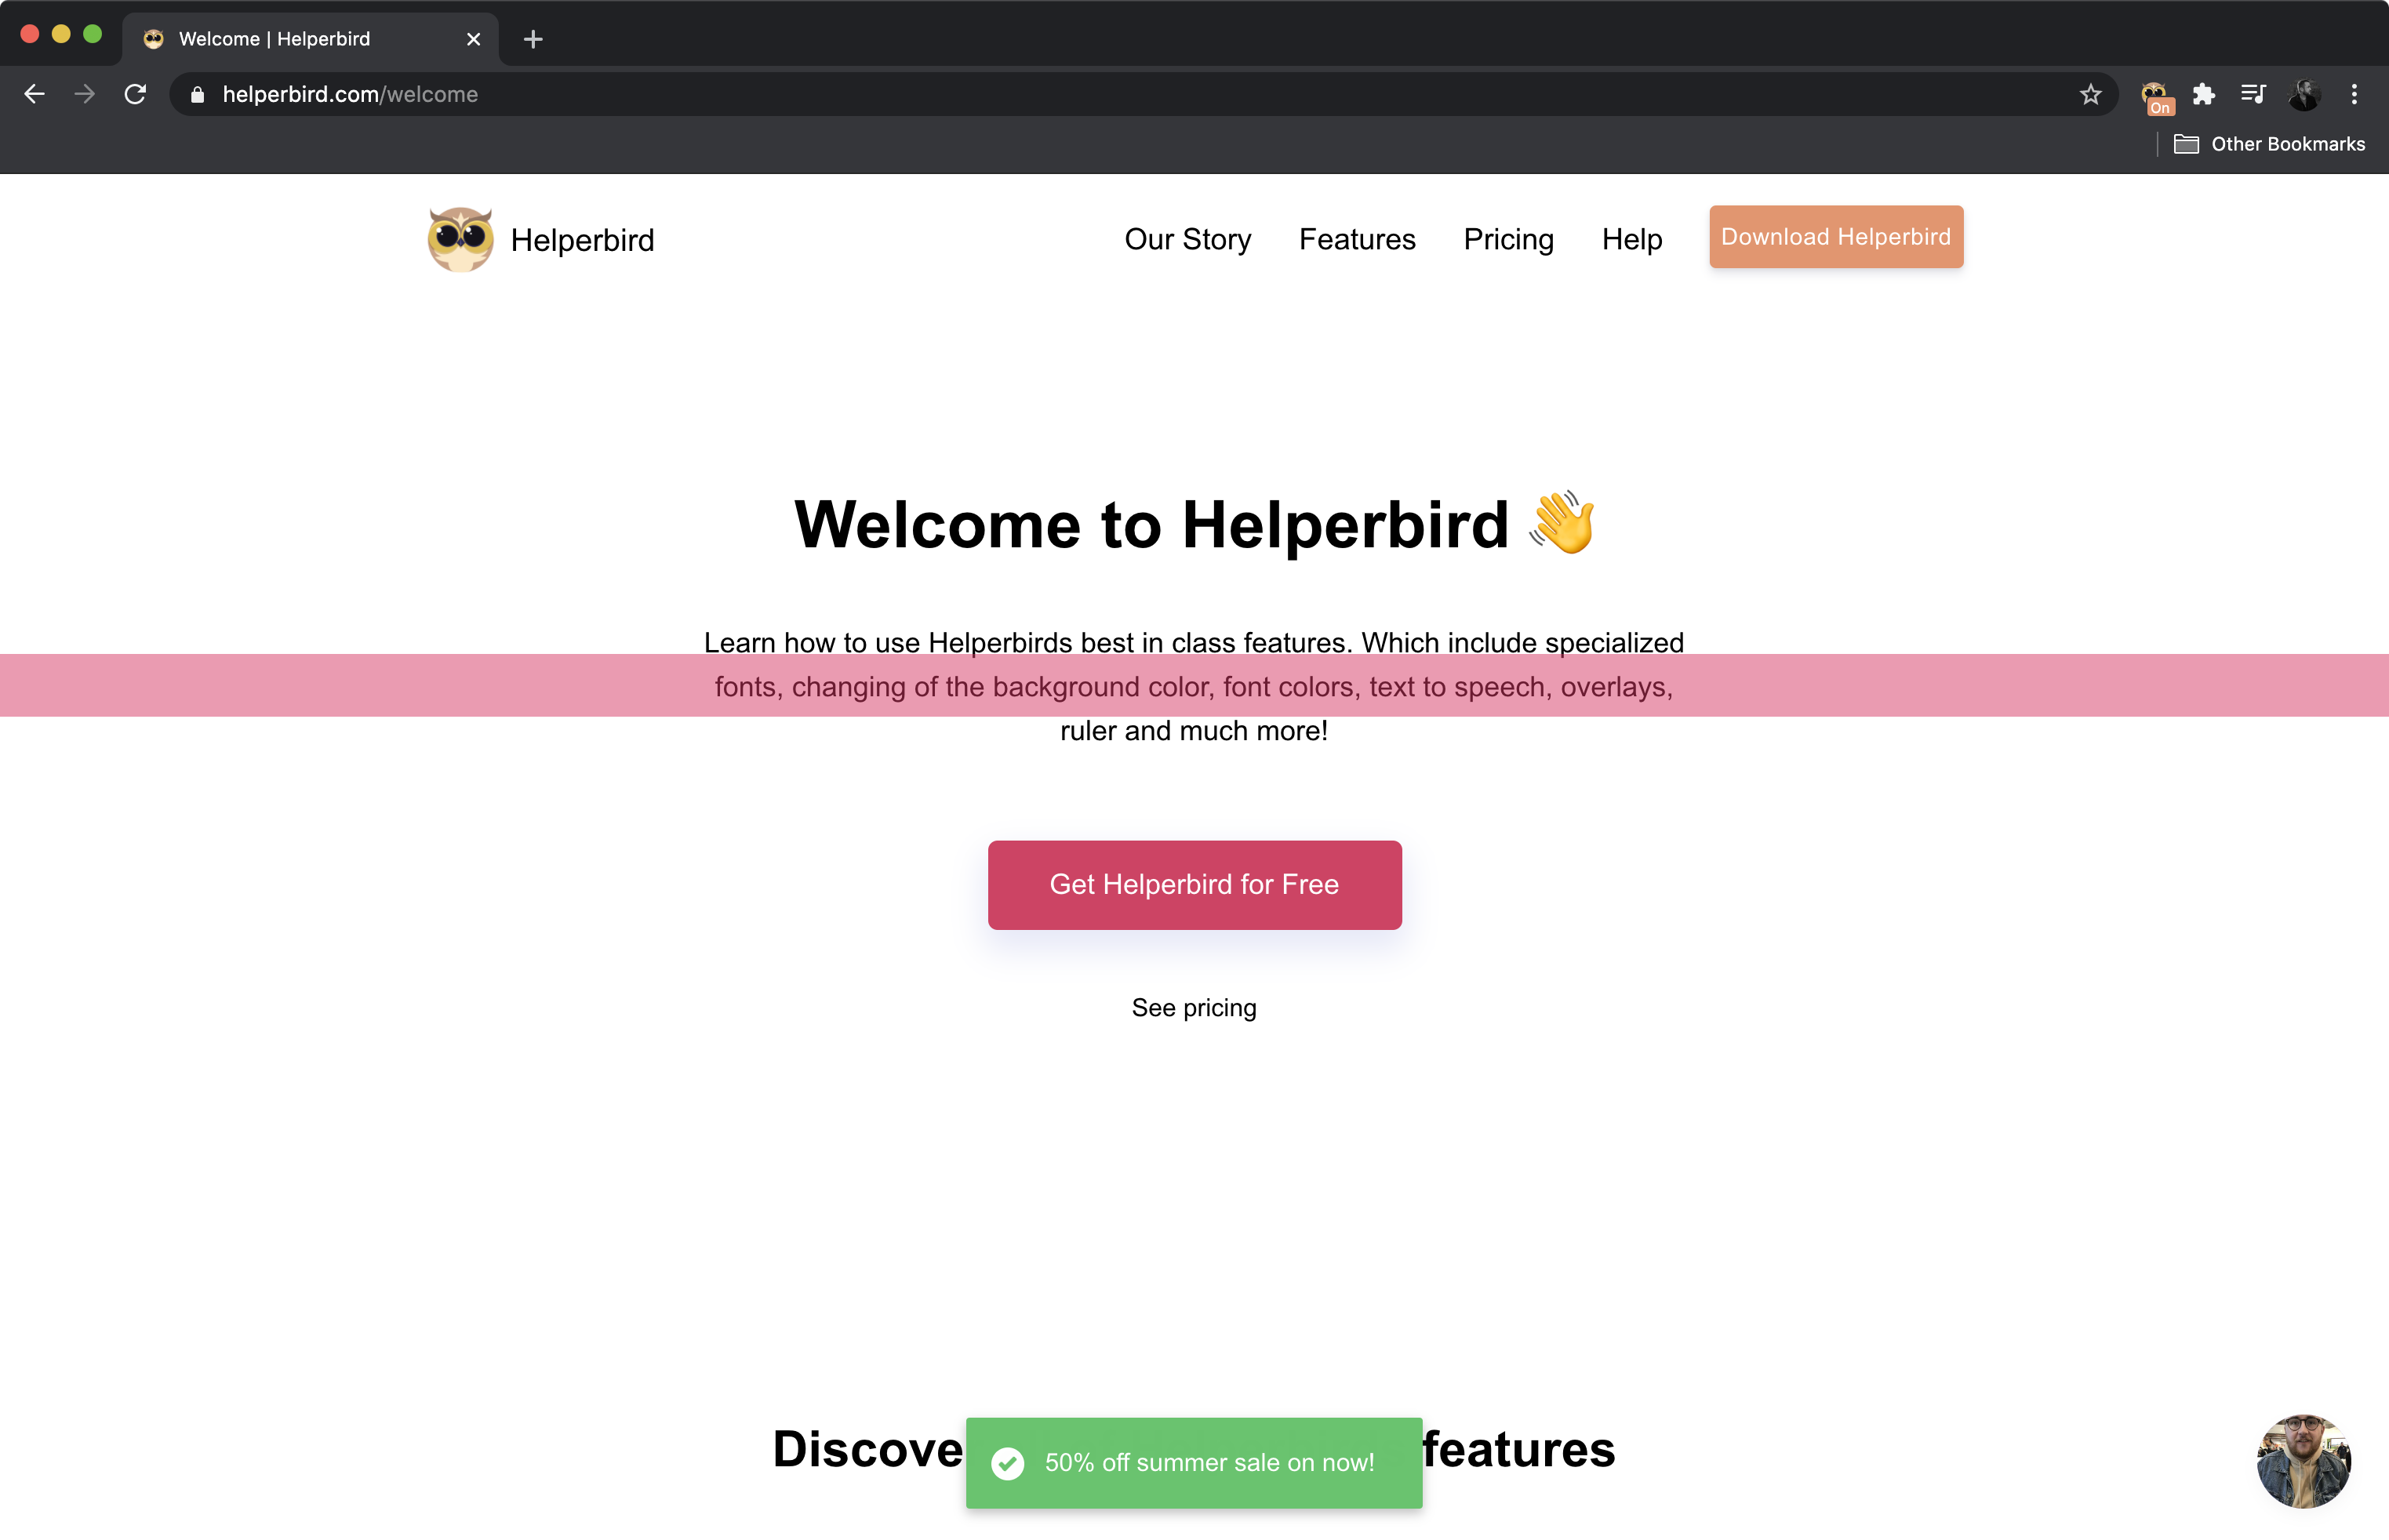 Welcome | Helperbird
helperbird.com/welcome
On
Other Bookmarks
Helperbird
Our Story
Features
Pricing
Help
Download Helperbird
Welcome to Helperbird 👋
Learn how to use Helperbirds best in class features. Which include specialized
fonts, changing of the background color, font colors, text to speech, overlays,
ruler and much more!
Get Helperbird for Free
See pricing
features
50% off summer sale on now!